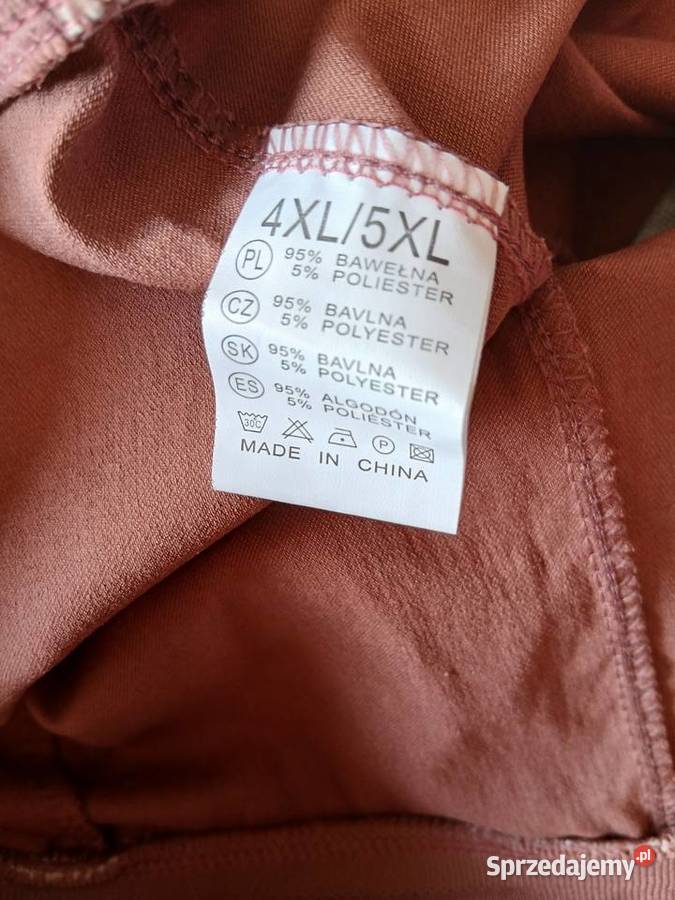 4XL/5XL
PL 95% BAWEŁNA
5% POLIESTER
CZ 95% BAVLNA
5% POLYESTER
SK 95% BAVLNA
5% POLYESTER
ES 95% ALGODÓN
5% POLIÉSTER
30C P
MADE IN CHINA
Sprzedajemy.pl